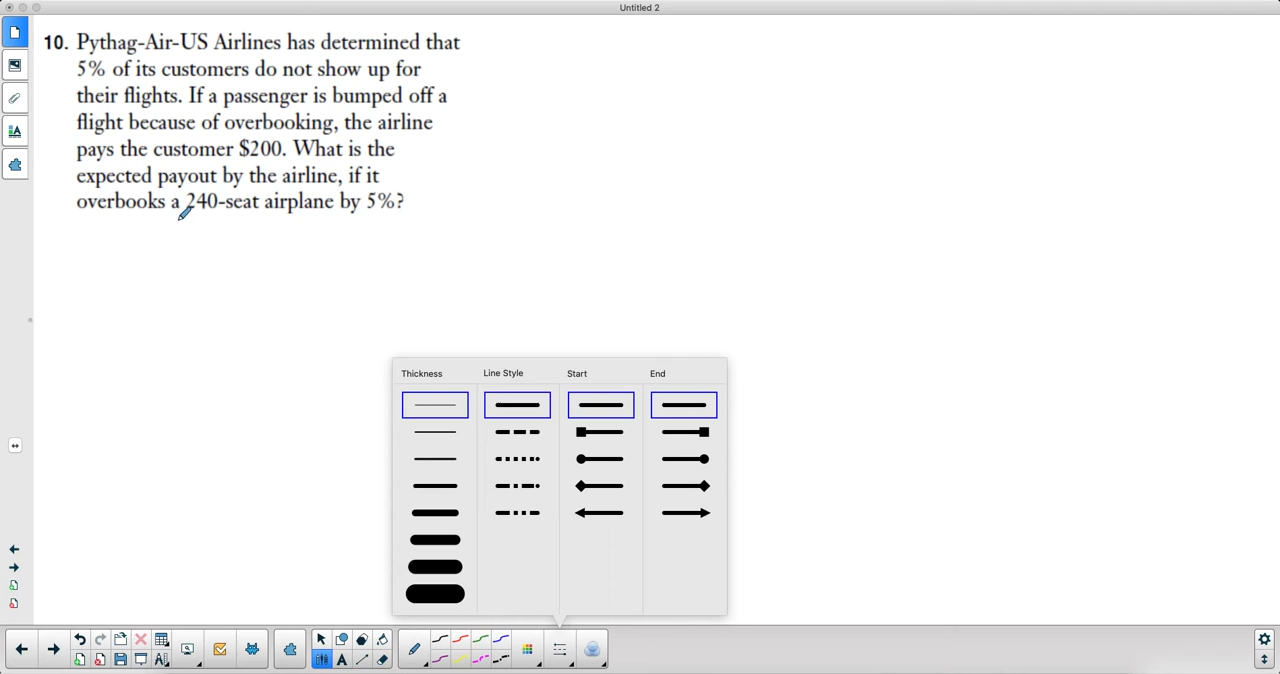 Untitled 2
10. Pythag-Air-US Airlines has determined that
5% of its customers do not show up for
their flights. If a passenger is bumped off a
flight because of overbooking, the airline
pays the customer $200. What is the
expected payout by the airline, if it
overbooks a 240-seat airplane by 5%?
Thickness Line Style Start End